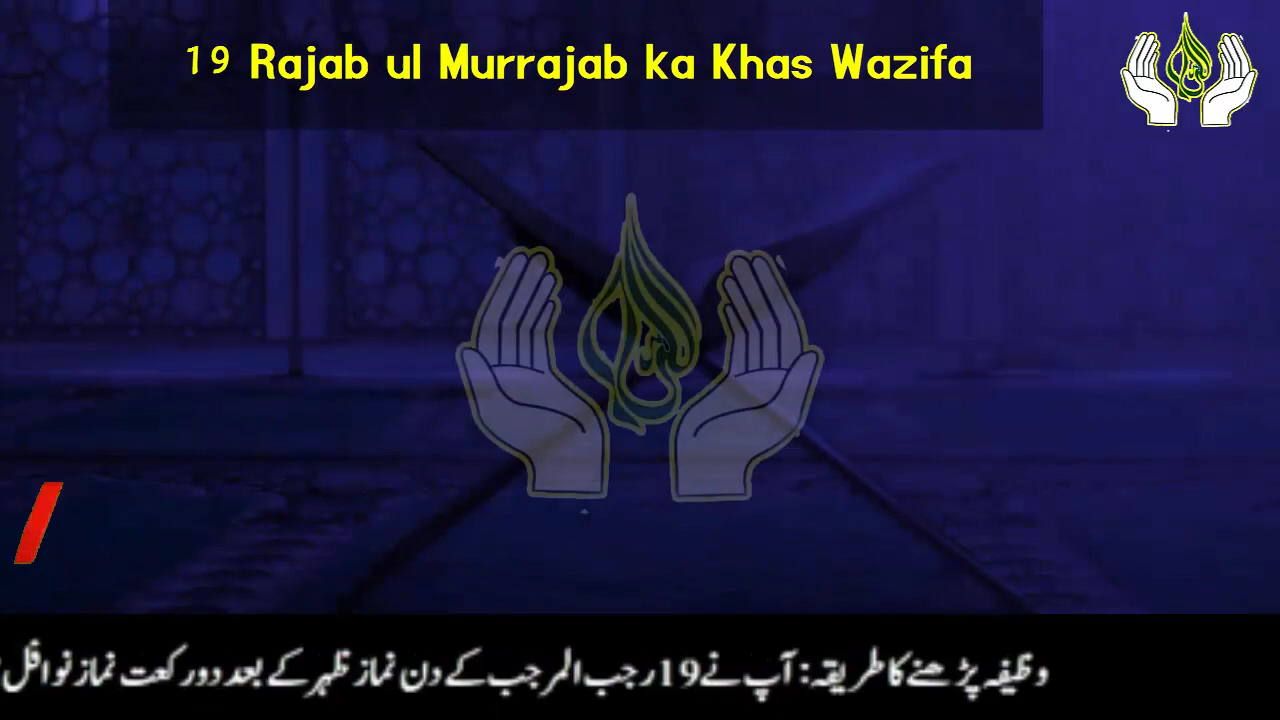 19 Rajab ul Murrajab ka Khas Wazifa
وظیفہ پڑھنے کا طریقہ: آپ نے 19 رجب المرجب کے دن نماز ظہر کے بعد دو رکعت نماز نوافل